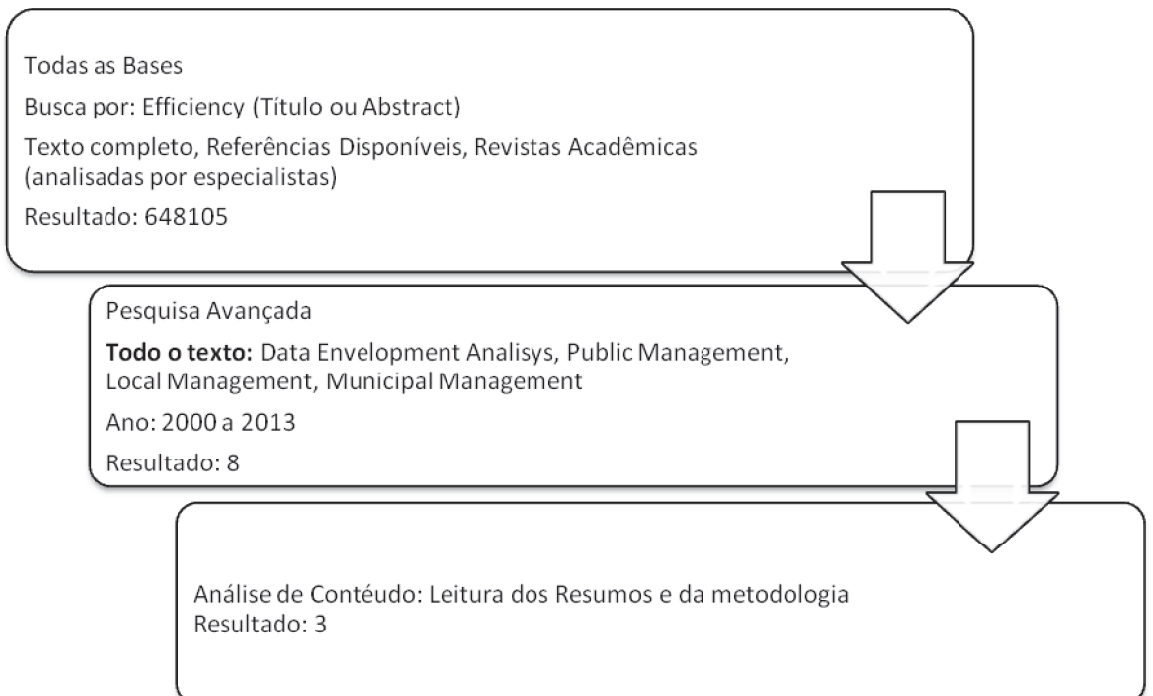 Todas as Bases
Busca por: Efficiency (Título ou Abstract)
Texto completo, Referências Disponíveis, Revistas Acadêmicas
(analisadas por especialistas)
Resultado: 648105
Pesquisa Avançada
Todo o texto: Data Envelopment Analisys, Public Management,
Local Management, Municipal Management
Ano: 2000 a 2013
Resultado: 8
Análise de Contéudo: Leitura dos Resumos e da metodologia
Resultado: 3